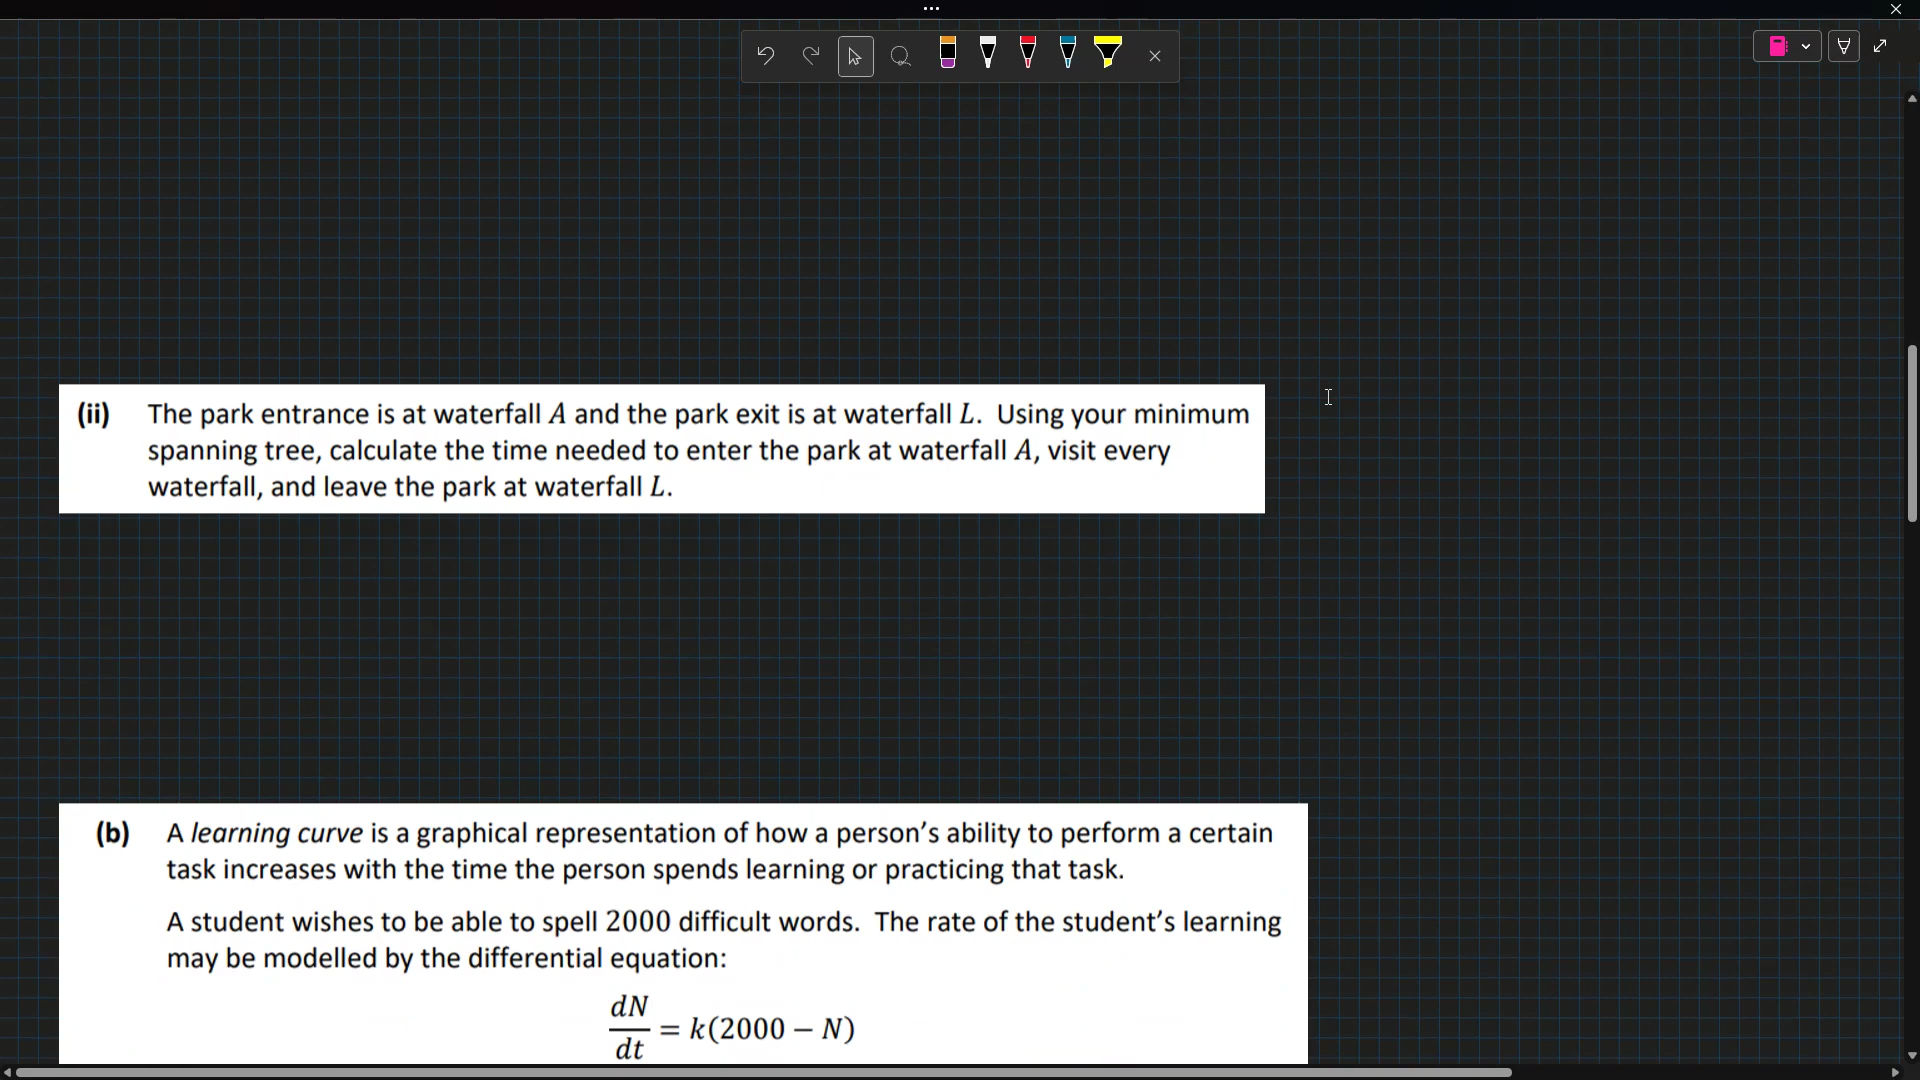 (ii) The park entrance is at waterfall A and the park exit is at waterfall L. Using your minimum
spanning tree, calculate the time needed to enter the park at waterfall A, visit every
waterfall, and leave the park at waterfall L.
(b) A learning curve is a graphical representation of how a person’s ability to perform a certain
task increases with the time the person spends learning or practicing that task.
A student wishes to be able to spell 2000 difficult words. The rate of the student’s learning
may be modelled by the differential equation:
dN/dt = k(2000 − N)